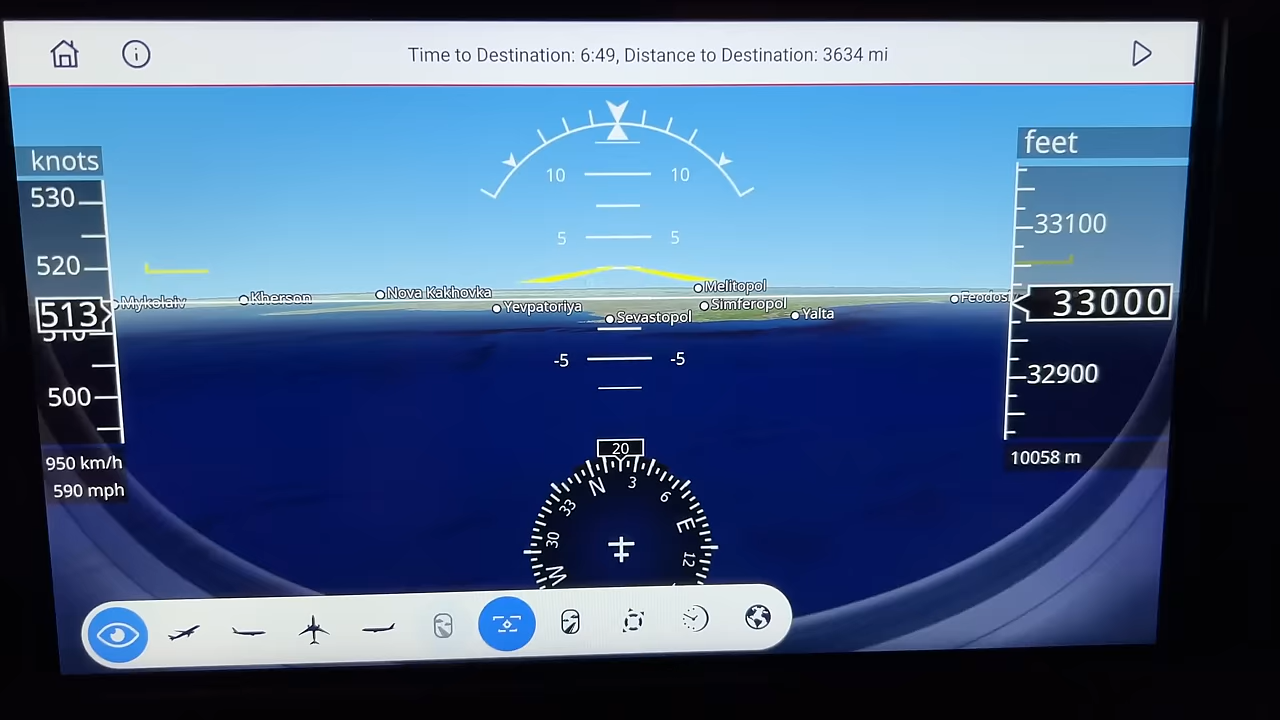 Time to Destination: 6:49, Distance to Destination: 3634 mi
knots
530
520
513
510
500
950 km/h
590 mph
10 10
5 5
-5 -5
Mykolaiv
Kherson
Nova Kakhovka
Melitopol
Yevpatoriya
Simferopol
Sevastopol
Yalta
Feodos
feet
33100
33000
32900
10058 m
20
N
3
6
E
12
33
30
W